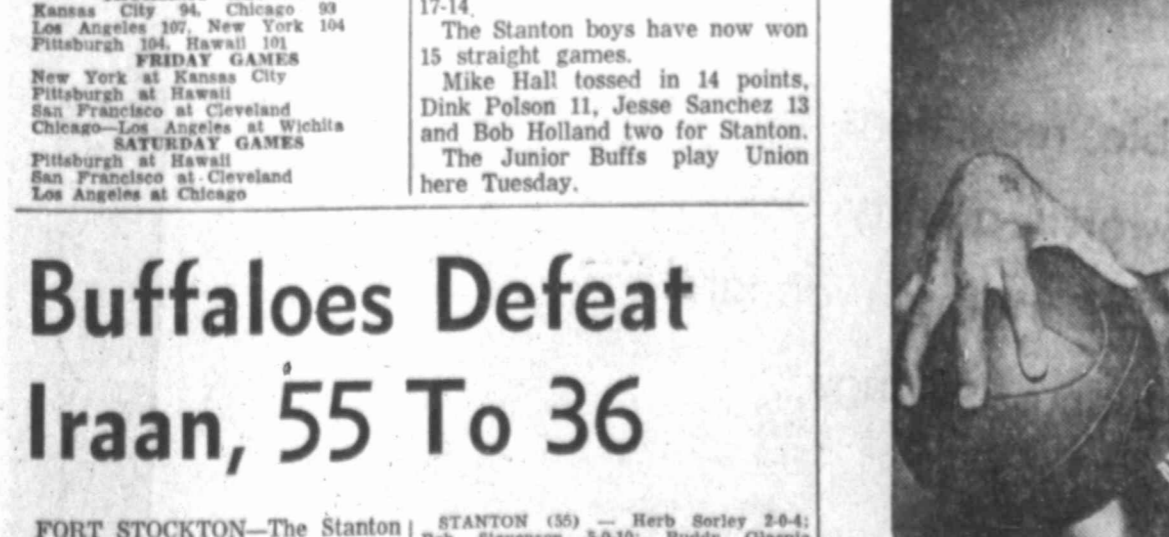 Kansas City 94, Chicago 93
Los Angeles 107, New York 104
Pittsburgh 104, Hawaii 101
FRIDAY GAMES
New York at Kansas City
Pittsburgh at Hawaii
San Francisco at Cleveland
Chicago—Los Angeles at Wichita
SATURDAY GAMES
Pittsburgh at Hawaii
San Francisco at Cleveland
Los Angeles at Chicago
17-14.
The Stanton boys have now won
15 straight games.
Mike Hall tossed in 14 points,
Dink Polson 11, Jesse Sanchez 13
and Bob Holland two for Stanton.
The Junior Buffs play Union
here Tuesday.
Buffaloes Defeat
Iraan, 55 To 36
FORT STOCKTON—The Stanton
STANTON (55) — Herb Sorley 2-0-4;